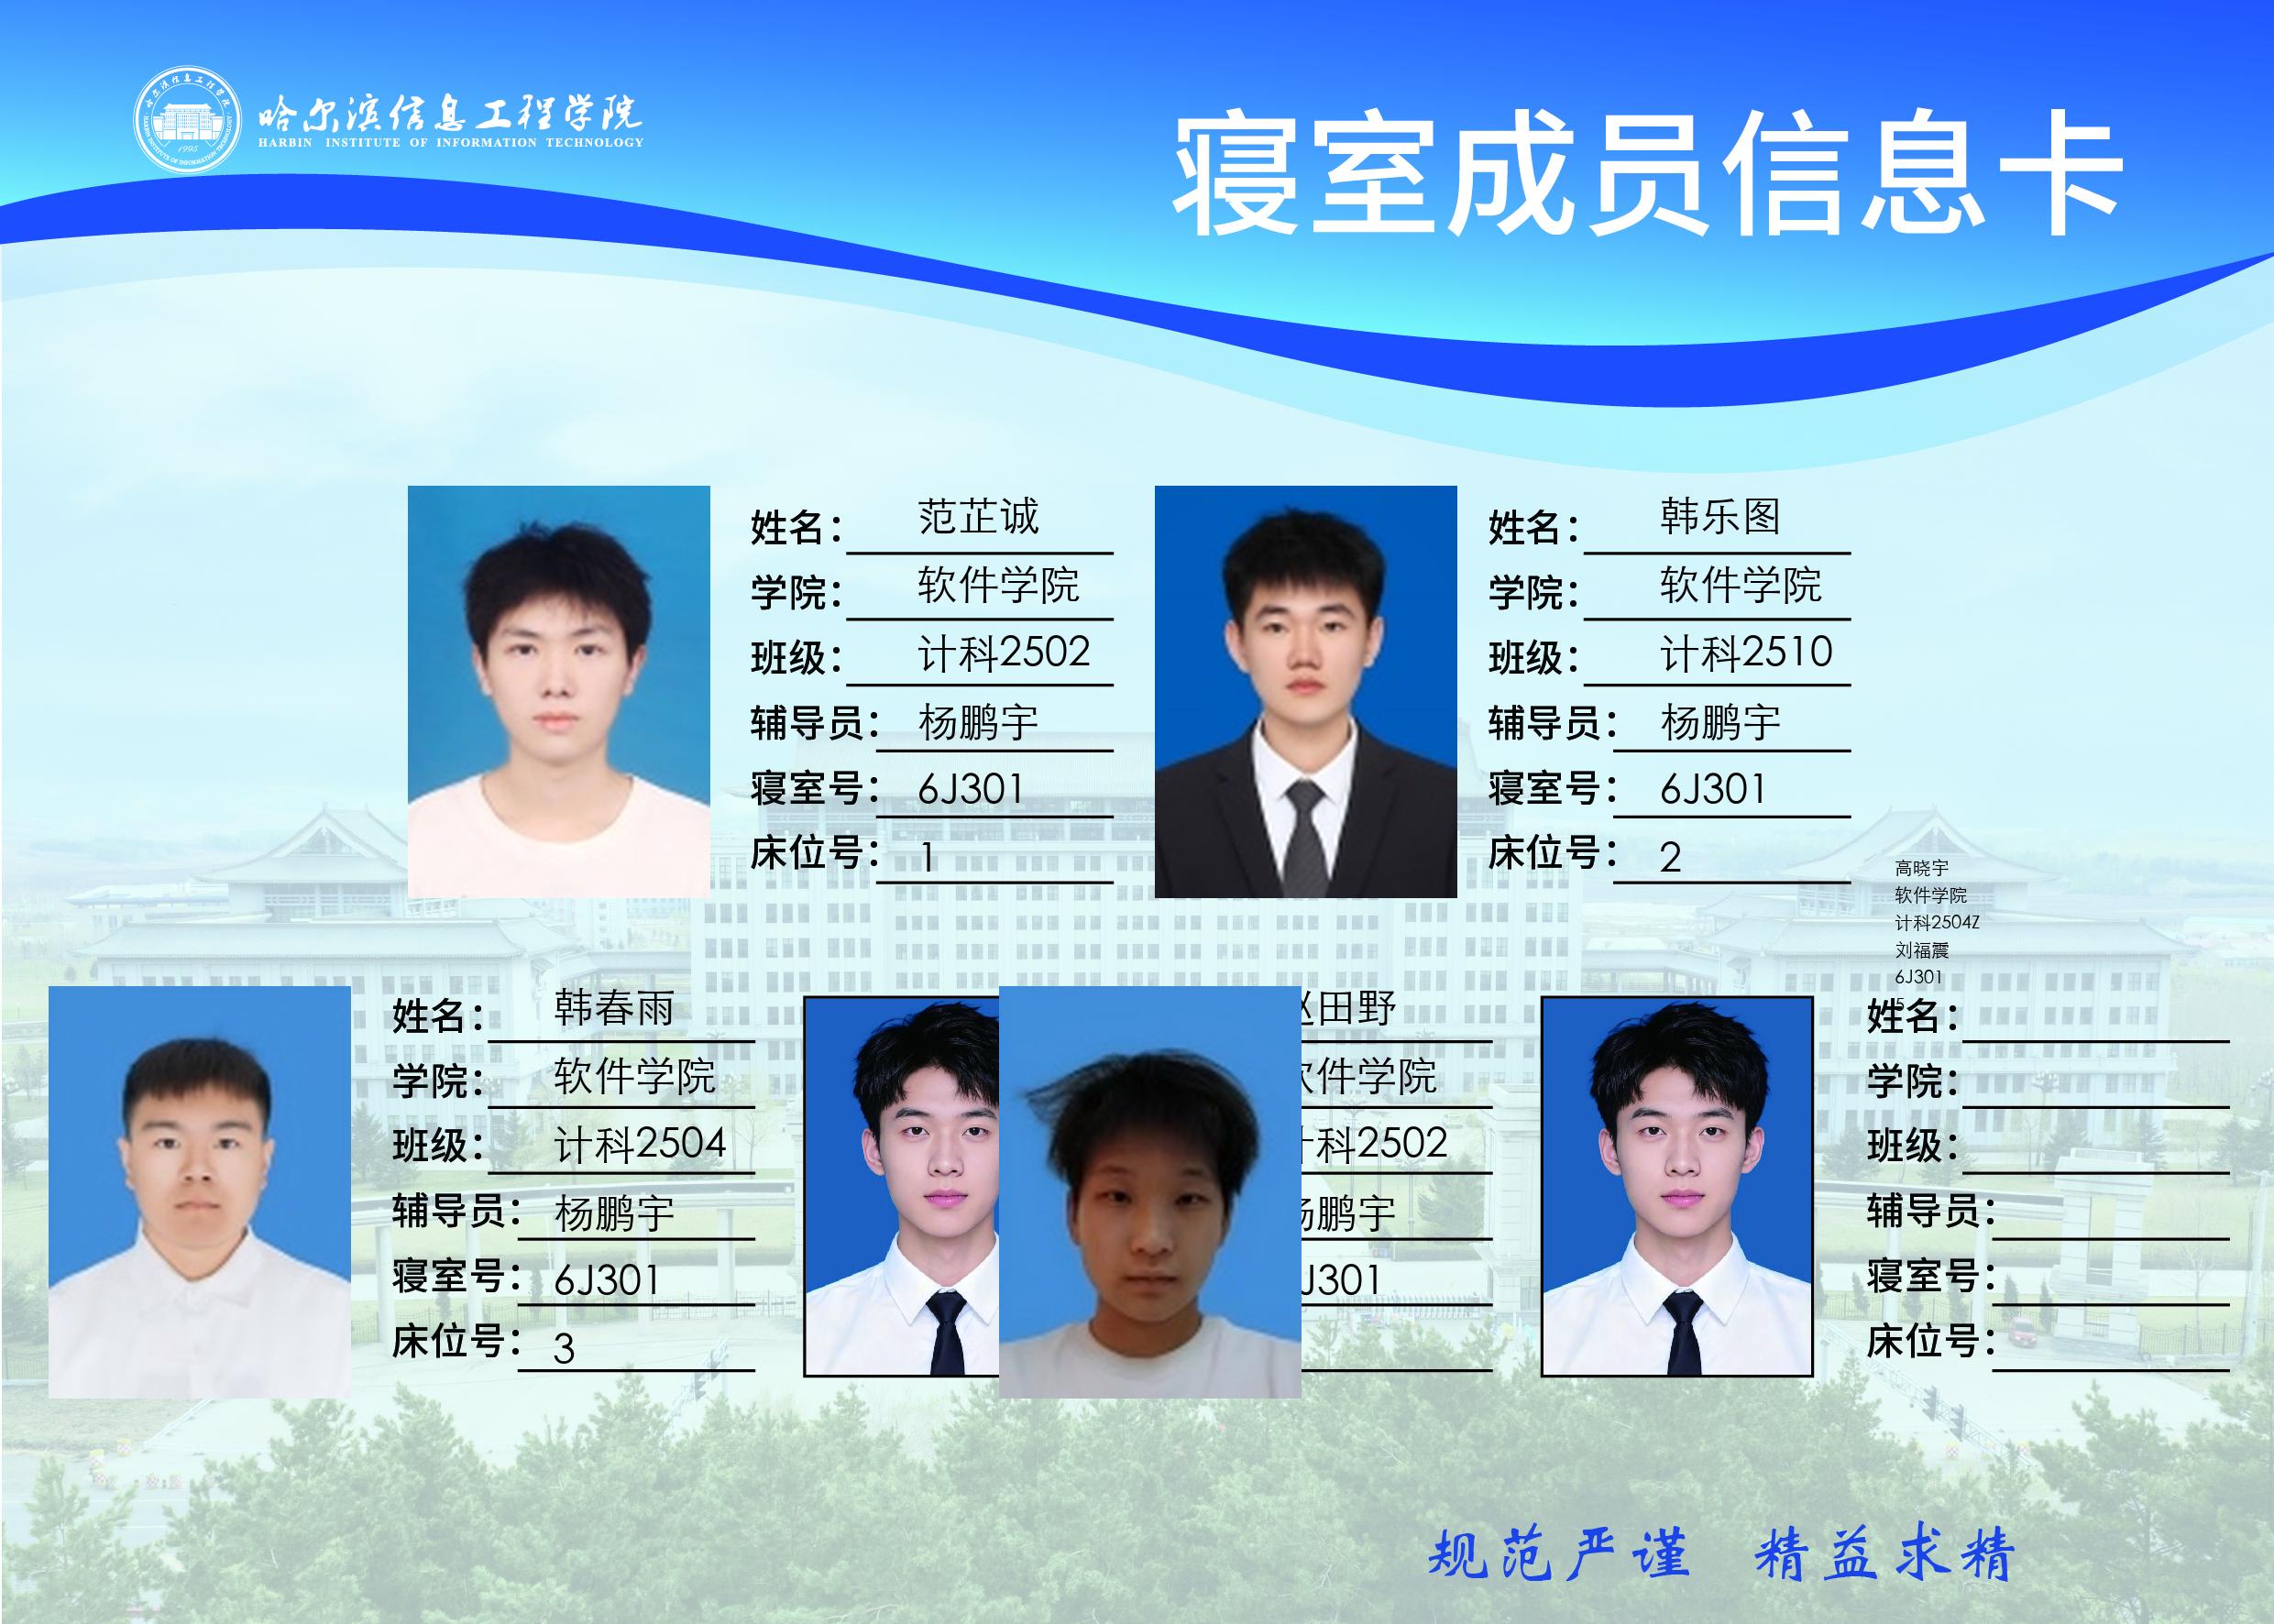 哈尔滨信息工程学院
HARBIN INSTITUTE OF INFORMATION TECHNOLOGY
1995
寝室成员信息卡
姓名： 范芷诚
学院： 软件学院
班级： 计科2502
辅导员： 杨鹏宇
寝室号： 6J301
床位号： 1
姓名： 韩乐图
学院： 软件学院
班级： 计科2510
辅导员： 杨鹏宇
寝室号： 6J301
床位号： 2
高晓宇
软件学院
计科2504Z
刘福震
6J301
5
姓名： 韩春雨
学院： 软件学院
班级： 计科2504
辅导员： 杨鹏宇
寝室号： 6J301
床位号： 3
田野
件学院
科2502
鹏宇
J301
姓名：
学院：
班级：
辅导员：
寝室号：
床位号：
规范严谨 精益求精